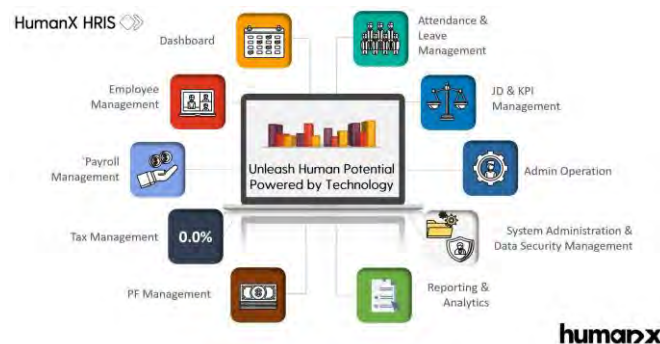 HumanX HRIS
Dashboard
Attendance &
Leave
Management
Employee
Management
JD & KPI
Management
Unleash Human Potential
Powered by Technology
'Payroll
Management
Admin Operation
Tax Management
0.0%
System Administration &
Data Security Management
PF Management
Reporting &
Analytics
humanx